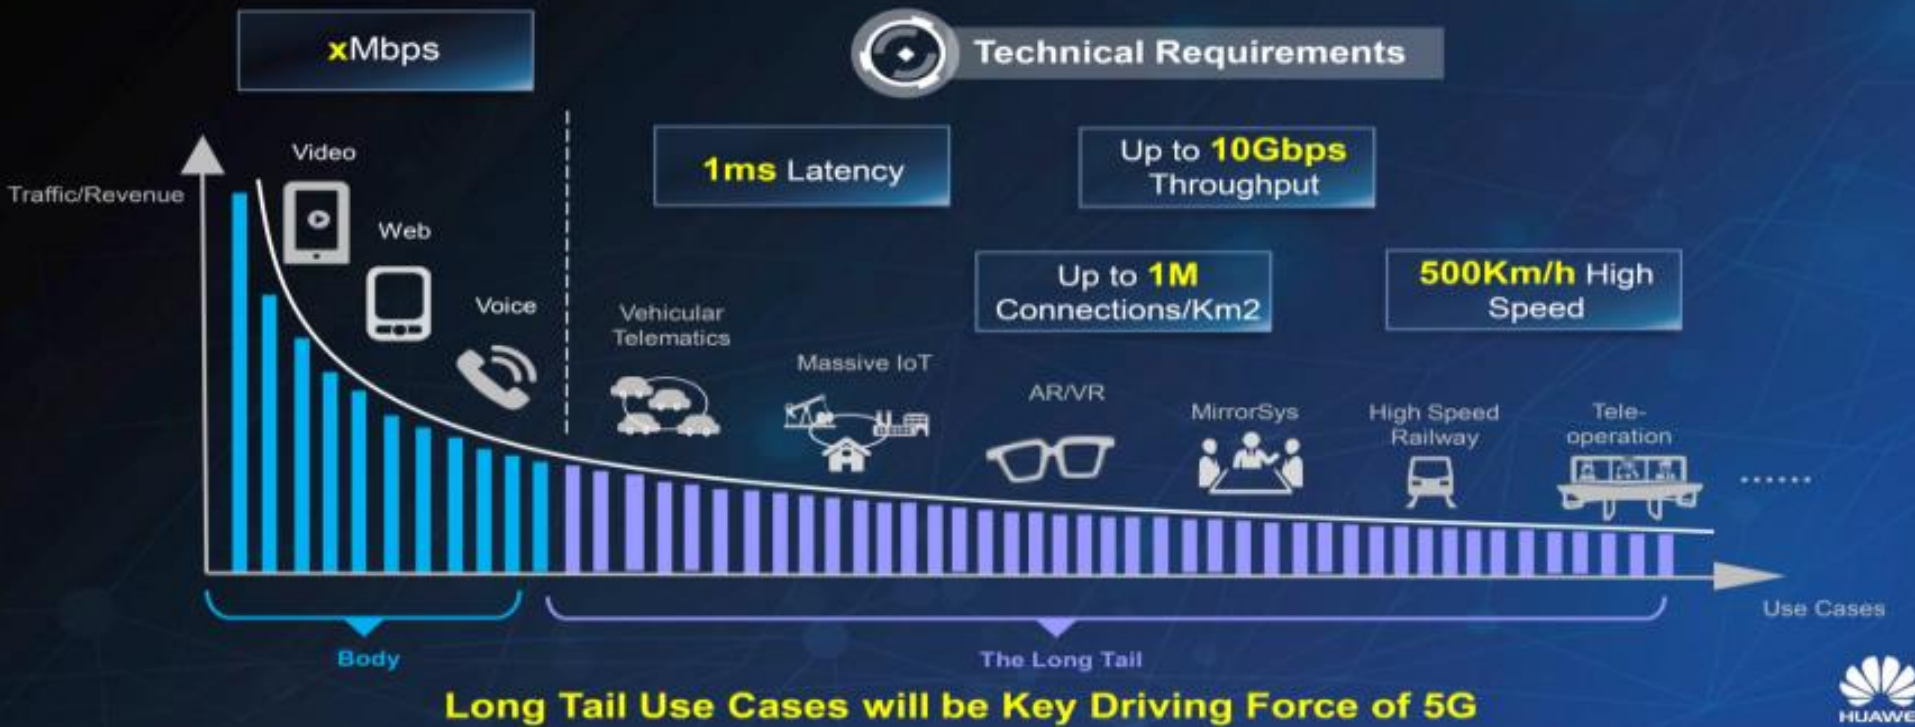 xMbps
Technical Requirements
Video
Traffic/Revenue
Web
Voice
1ms Latency
Up to 10Gbps
Throughput
Up to 1M
Connections/Km2
500Km/h High
Speed
Vehicular
Telematics
Massive IoT
AR/VR
MirrorSys
High Speed
Railway
Tele-
operation
......
Use Cases
Body
The Long Tail
Long Tail Use Cases will be Key Driving Force of 5G
HUAWEI